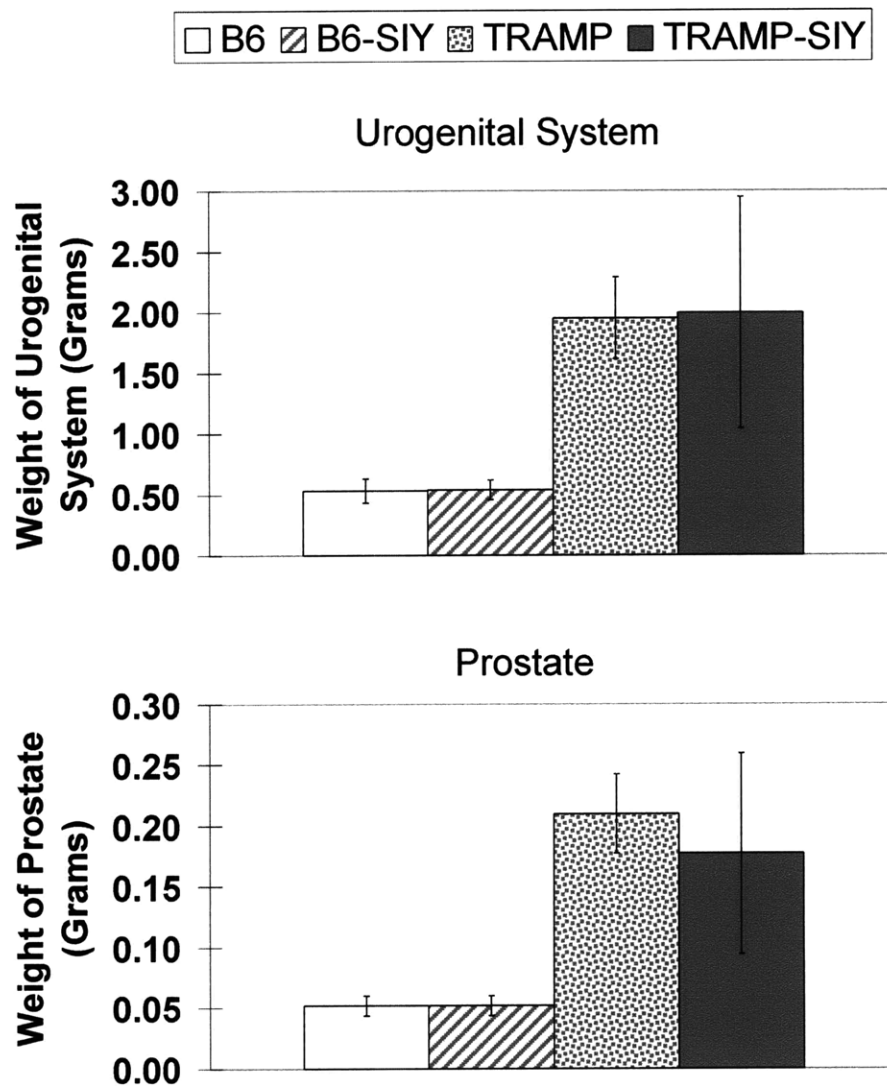 B6 B6-SIY TRAMP TRAMP-SIY
Urogenital System
Weight of Urogenital
System (Grams)
3.00
2.50
2.00
1.50
1.00
0.50
0.00
Prostate
Weight of Prostate
(Grams)
0.30
0.25
0.20
0.15
0.10
0.05
0.00